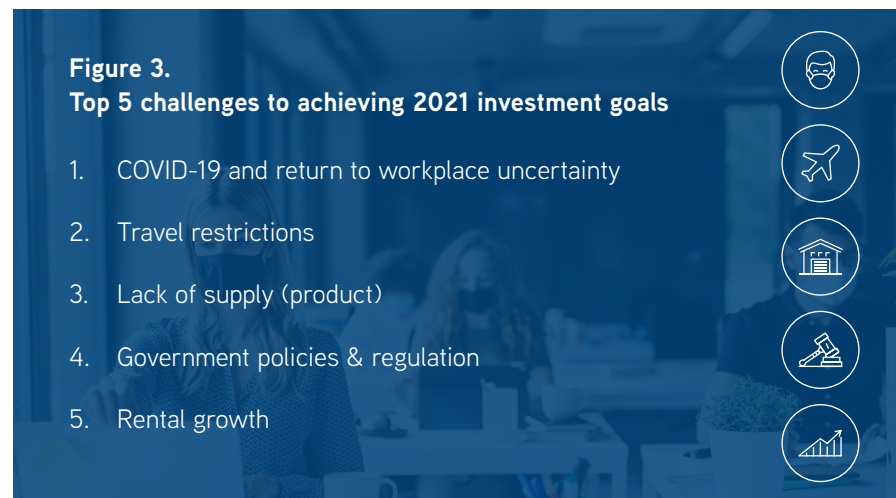 Figure 3.
Top 5 challenges to achieving 2021 investment goals
1. COVID-19 and return to workplace uncertainty
2. Travel restrictions
3. Lack of supply (product)
4. Government policies & regulation
5. Rental growth